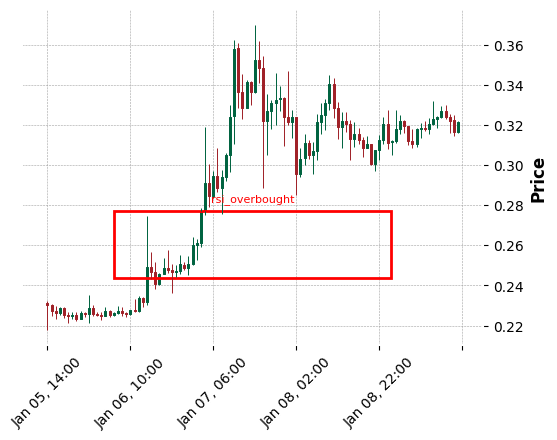 0.36
0.34
0.32
0.30
0.28
0.26
0.24
0.22
Price
rsi_overbought
Jan 05, 14:00
Jan 06, 10:00
Jan 07, 06:00
Jan 08, 02:00
Jan 08, 22:00